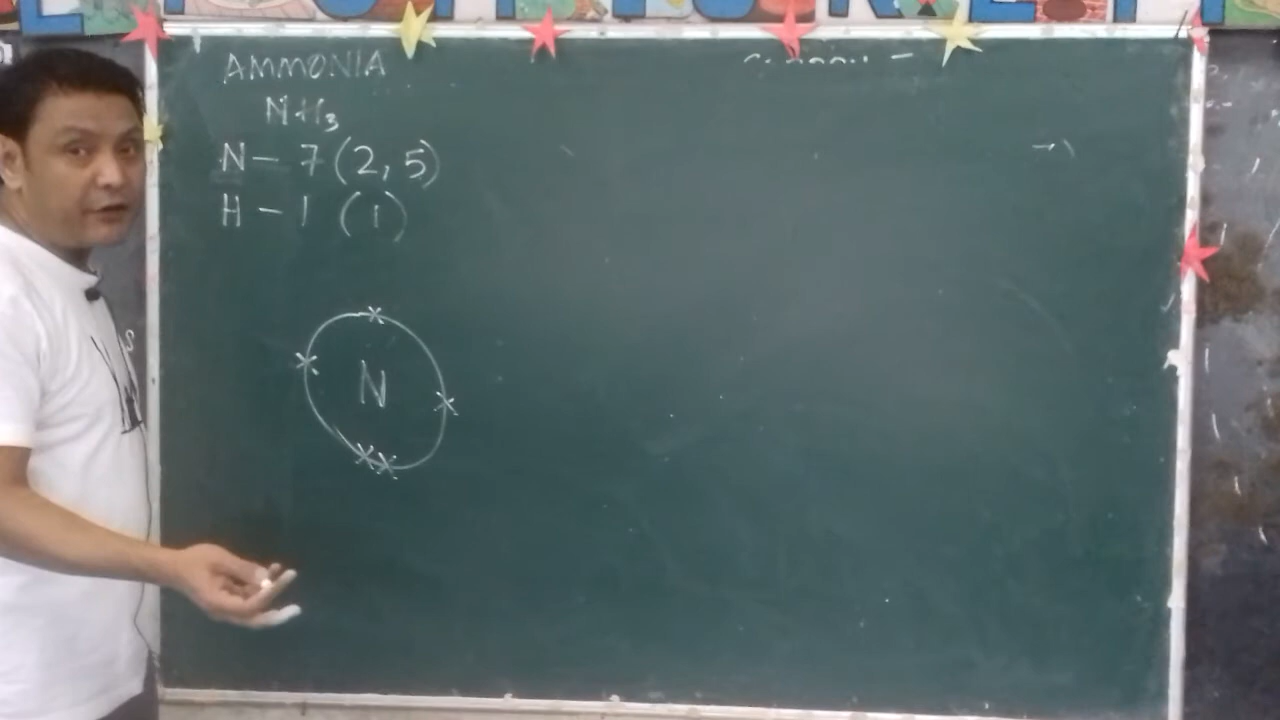 AMMONIA
NH₃
N – 7 (2, 5)
H – 1 (1)
N